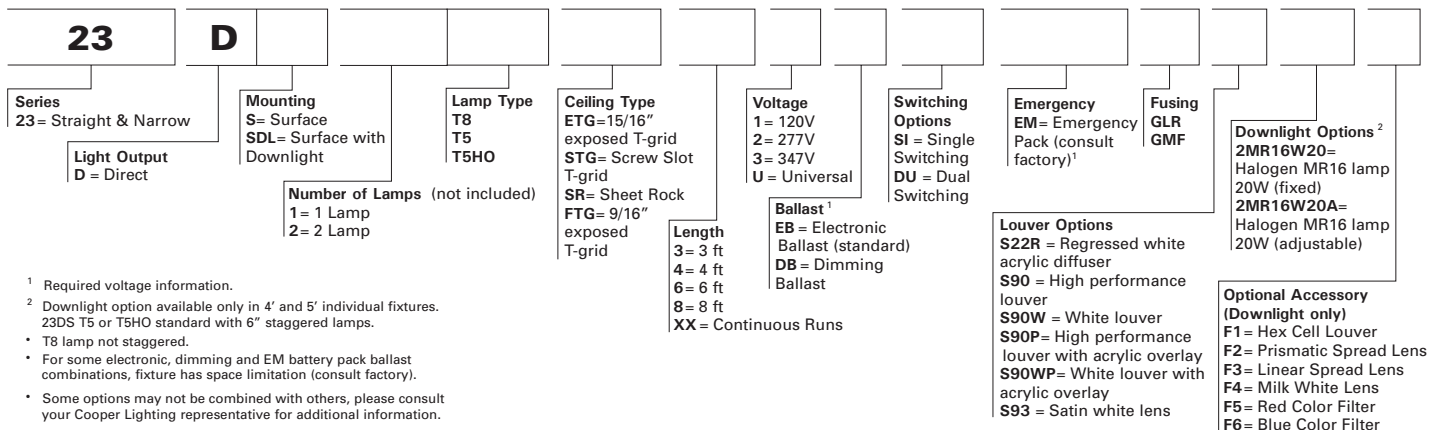 23
D
Series
23 = Straight & Narrow
Light Output
D = Direct
Mounting
S= Surface
SDL= Surface with
Downlight
Number of Lamps (not included)
1= 1 Lamp
2= 2 Lamp
Lamp Type
T8
T5
T5HO
Ceiling Type
ETG=15/16”
exposed T-grid
STG= Screw Slot
T-grid
SR= Sheet Rock
FTG= 9/16”
exposed
T-grid
Length
3= 3 ft
4= 4 ft
6= 6 ft
8= 8 ft
XX = Continuous Runs
Voltage
1= 120V
2= 277V
3= 347V
U = Universal
Ballast 1
EB = Electronic
Ballast (standard)
DB = Dimming
Ballast
Switching
Options
SI = Single
Switching
DU = Dual
Switching
Emergency
EM= Emergency
Pack (consult
factory)1
Fusing
GLR
GMF
Louver Options
S22R = Regressed white
acrylic diffuser
S90 = High performance
louver
S90W = White louver
S90P= High performance
louver with acrylic overlay
S90WP= White louver with
acrylic overlay
S93 = Satin white lens
Downlight Options 2
2MR16W20=
Halogen MR16 lamp
20W (fixed)
2MR16W20A=
Halogen MR16 lamp
20W (adjustable)
Optional Accessory
(Downlight only)
F1= Hex Cell Louver
F2= Prismatic Spread Lens
F3= Linear Spread Lens
F4= Milk White Lens
F5= Red Color Filter
F6= Blue Color Filter
1 Required voltage information.
2 Downlight option available only in 4’ and 5’ individual fixtures.
23DS T5 or T5HO standard with 6” staggered lamps.
• T8 lamp not staggered.
• For some electronic, dimming and EM battery pack ballast
combinations, fixture has space limitation (consult factory).
• Some options may not be combined with others, please consult
your Cooper Lighting representative for additional information.